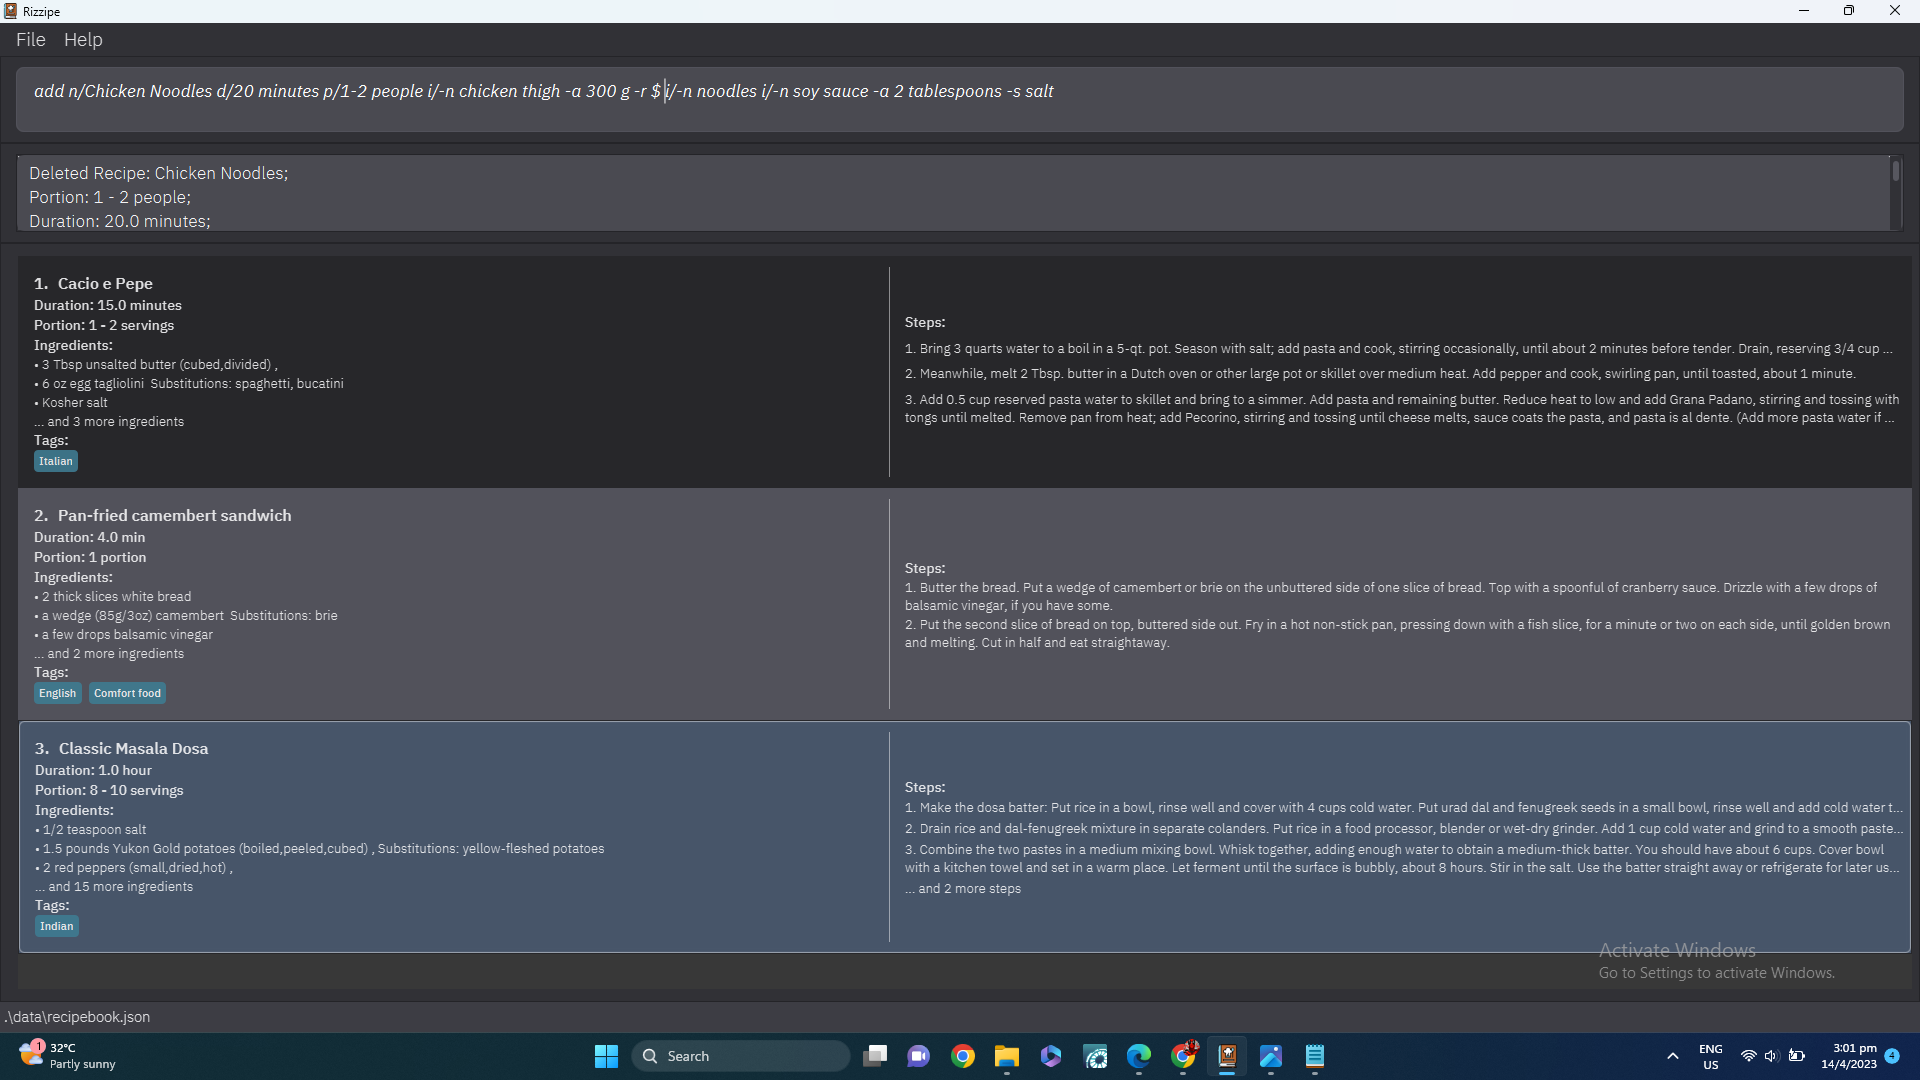 Rizzipe
File Help
add n/Chicken Noodles d/20 minutes p/1-2 people i/-n chicken thigh -a 300 g -r $ i/-n noodles i/-n soy sauce -a 2 tablespoons -s salt
Deleted Recipe: Chicken Noodles;
Portion: 1 - 2 people;
Duration: 20.0 minutes;
1. Cacio e Pepe
Duration: 15.0 minutes
Portion: 1 - 2 servings
Ingredients:
• 3 Tbsp unsalted butter (cubed,divided) ,
• 6 oz egg tagliolini Substitutions: spaghetti, bucatini
• Kosher salt
... and 3 more ingredients
Tags:
Italian
Steps:
1. Bring 3 quarts water to a boil in a 5-qt. pot. Season with salt; add pasta and cook, stirring occasionally, until about 2 minutes before tender. Drain, reserving 3/4 cup ...
2. Meanwhile, melt 2 Tbsp. butter in a Dutch oven or other large pot or skillet over medium heat. Add pepper and cook, swirling pan, until toasted, about 1 minute.
3. Add 0.5 cup reserved pasta water to skillet and bring to a simmer. Add pasta and remaining butter. Reduce heat to low and add Grana Padano, stirring and tossing with
tongs until melted. Remove pan from heat; add Pecorino, stirring and tossing until cheese melts, sauce coats the pasta, and pasta is al dente. (Add more pasta water if ...
2. Pan-fried camembert sandwich
Duration: 4.0 min
Portion: 1 portion
Ingredients:
• 2 thick slices white bread
• a wedge (85g/3oz) camembert Substitutions: brie
• a few drops balsamic vinegar
... and 2 more ingredients
Tags:
English Comfort food
Steps:
1. Butter the bread. Put a wedge of camembert or brie on the unbuttered side of one slice of bread. Top with a spoonful of cranberry sauce. Drizzle with a few drops of
balsamic vinegar, if you have some.
2. Put the second slice of bread on top, buttered side out. Fry in a hot non-stick pan, pressing down with a fish slice, for a minute or two on each side, until golden brown
and melting. Cut in half and eat straightaway.
3. Classic Masala Dosa
Duration: 1.0 hour
Portion: 8 - 10 servings
Ingredients:
• 1/2 teaspoon salt
• 1.5 pounds Yukon Gold potatoes (boiled,peeled,cubed) , Substitutions: yellow-fleshed potatoes
• 2 red peppers (small,dried,hot) ,
... and 15 more ingredients
Tags:
Indian
Steps:
1. Make the dosa batter: Put rice in a bowl, rinse well and cover with 4 cups cold water. Put urad dal and fenugreek seeds in a small bowl, rinse well and add cold water t...
2. Drain rice and dal-fenugreek mixture in separate colanders. Put rice in a food processor, blender or wet-dry grinder. Add 1 cup cold water and grind to a smooth paste...
3. Combine the two pastes in a medium mixing bowl. Whisk together, adding enough water to obtain a medium-thick batter. You should have about 6 cups. Cover bowl
with a kitchen towel and set in a warm place. Let ferment until the surface is bubbly, about 8 hours. Stir in the salt. Use the batter straight away or refrigerate for later us...
... and 2 more steps
Activate Windows
Go to Settings to activate Windows.
.\data\recipebook.json
1
32°C
Partly sunny
Search
ENG
US
3:01 pm
14/4/2023
4